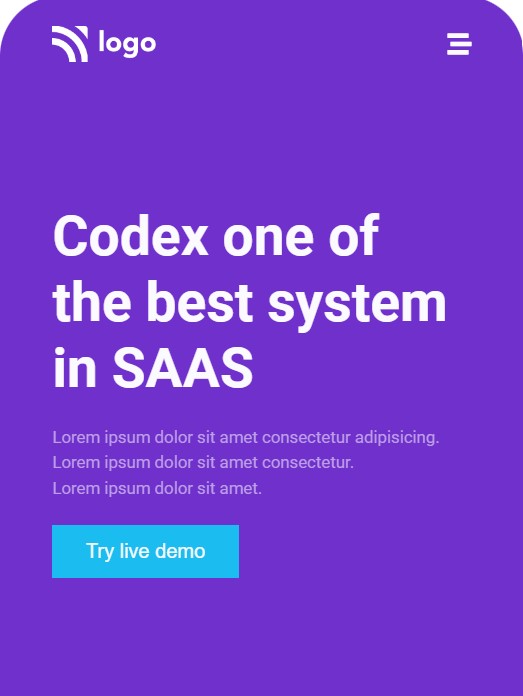 logo
Codex one of
the best system
in SAAS
Lorem ipsum dolor sit amet consectetur adipisicing.
Lorem ipsum dolor sit amet consectetur.
Lorem ipsum dolor sit amet.
Try live demo